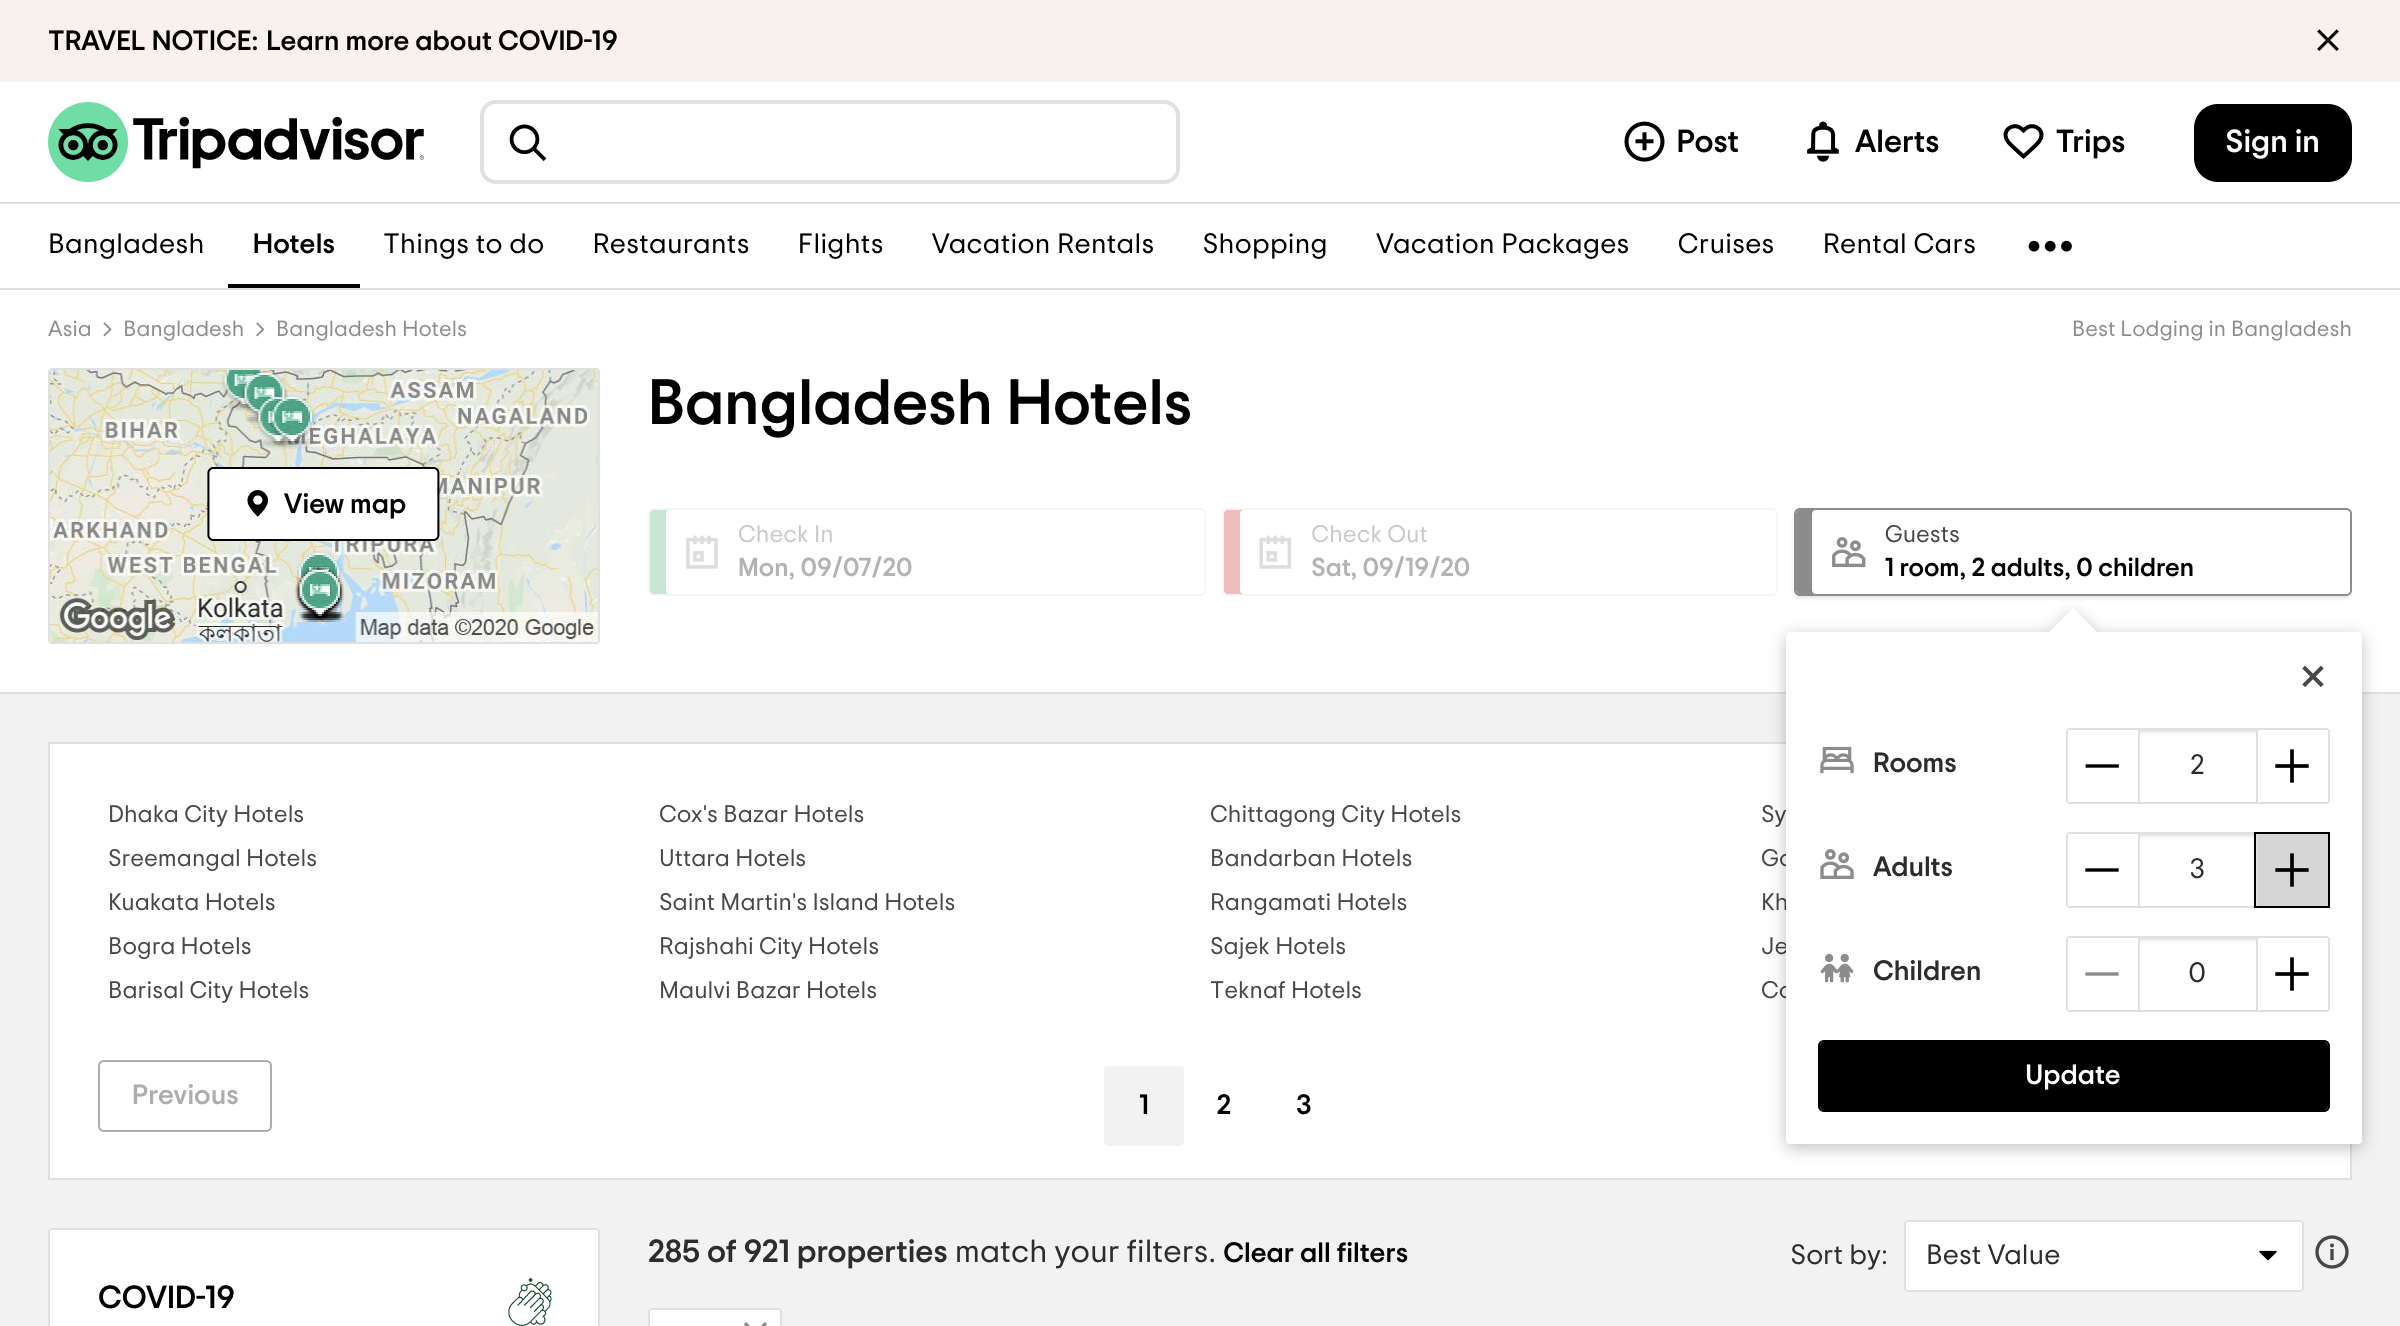 TRAVEL NOTICE: Learn more about COVID-19
Tripadvisor
Post
Alerts
Trips
Sign in
Bangladesh
Hotels
Things to do
Restaurants
Flights
Vacation Rentals
Shopping
Vacation Packages
Cruises
Rental Cars
Asia
Bangladesh
Bangladesh Hotels
Best Lodging in Bangladesh
ASSAM
NAGALAND
BIHAR
MEGHALAYA
View map
MANIPUR
ARKHAND
TRIPURA
WEST BENGAL
MIZORAM
Kolkata
কলকাতা
Google
Map data ©2020 Google
Bangladesh Hotels
Check In
Mon, 09/07/20
Check Out
Sat, 09/19/20
Guests
1 room, 2 adults, 0 children
Rooms
2
Adults
3
Children
0
Update
Dhaka City Hotels
Cox's Bazar Hotels
Chittagong City Hotels
Sy
Sreemangal Hotels
Uttara Hotels
Bandarban Hotels
Kuakata Hotels
Saint Martin's Island Hotels
Rangamati Hotels
Kh
Bogra Hotels
Rajshahi City Hotels
Sajek Hotels
Je
Barisal City Hotels
Maulvi Bazar Hotels
Teknaf Hotels
Previous
1
2
3
COVID-19
285 of 921 properties match your filters. Clear all filters
Sort by:
Best Value